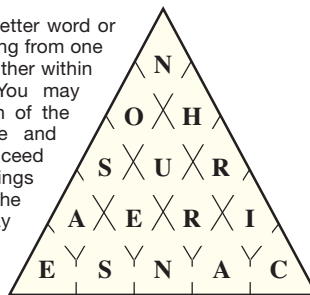 etter word or
ng from one
ther within
You may
n of the
e and
ceed
ings
he
y
N
O H
S U R
A E R I
E S N A C